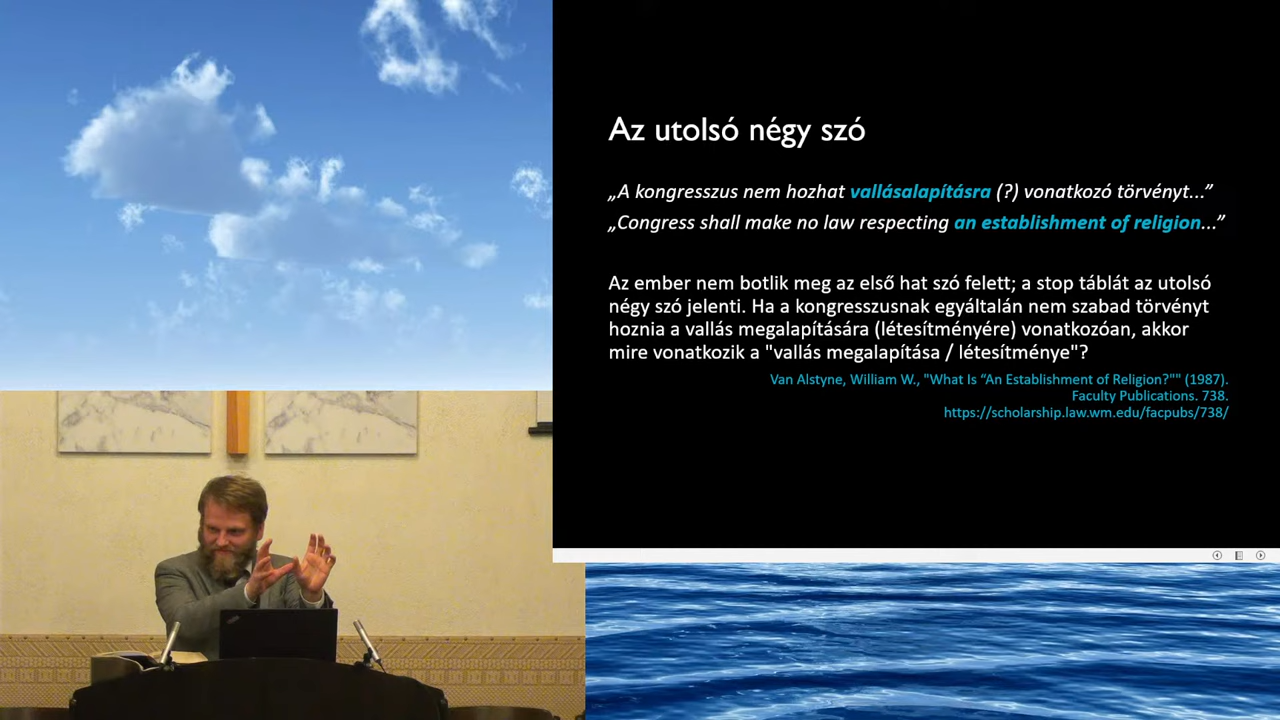 Az utolsó négy szó
„A kongresszus nem hozhat vallásalapításra (?) vonatkozó törvényt...”
„Congress shall make no law respecting an establishment of religion...”
Az ember nem botlik meg az első hat szó felett; a stop táblát az utolsó
négy szó jelenti. Ha a kongresszusnak egyáltalán nem szabad törvényt
hoznia a vallás megalapítására (létesítményére) vonatkozóan, akkor
mire vonatkozik a "vallás megalapítása / létesítménye"?
Van Alstyne, William W., "What Is “An Establishment of Religion?"" (1987).
Faculty Publications. 738.
https://scholarship.law.wm.edu/facpubs/738/